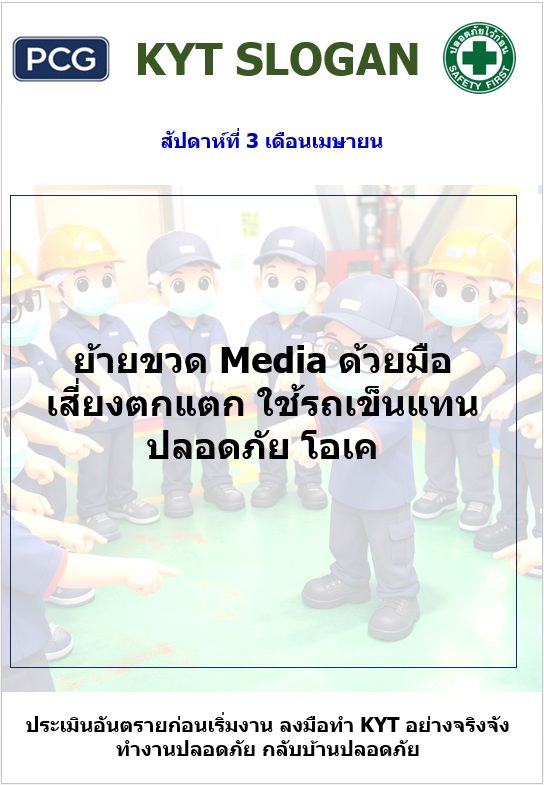 PCG
KYT SLOGAN
ปลอดภัยไว้ก่อน
SAFETY FIRST
สัปดาห์ที่ 3 เดือนเมษายน
ย้ายขวด Media ด้วยมือ
เสี่ยงตกแตก ใช้รถเข็นแทน
ปลอดภัย โอเค
ประเมินอันตรายก่อนเริ่มงาน ลงมือทำ KYT อย่างจริงจัง
ทำงานปลอดภัย กลับบ้านปลอดภัย